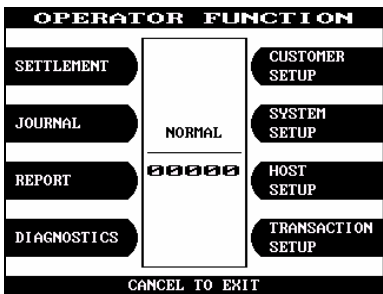 OPERATOR FUNCTION
SETTLEMENT
CUSTOMER
SETUP
JOURNAL
NORMAL
SYSTEM
SETUP
REPORT
00000
HOST
SETUP
DIAGNOSTICS
TRANSACTION
SETUP
CANCEL TO EXIT